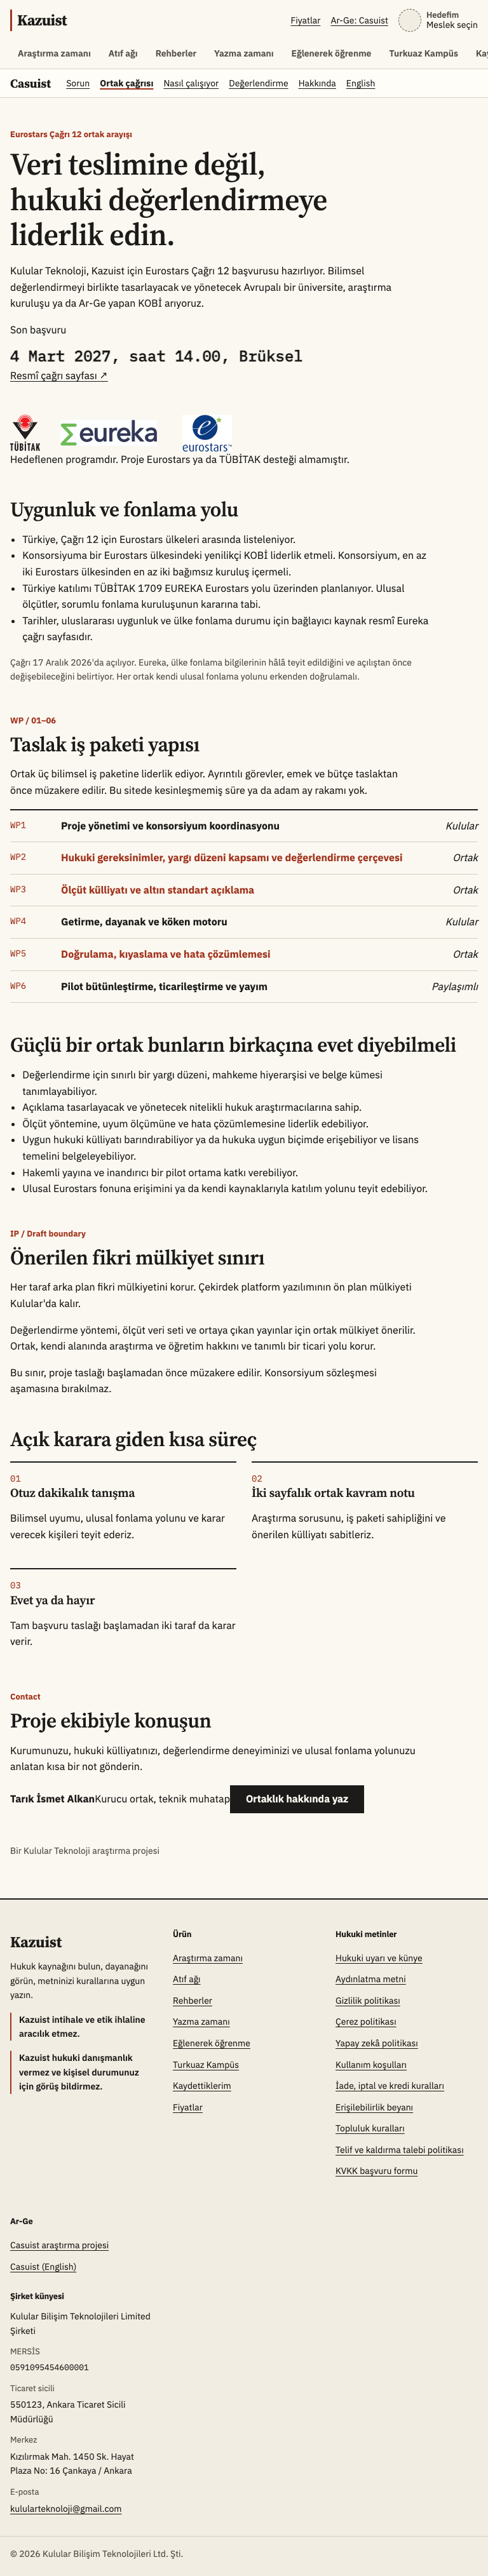 Kazuist
Fiyatlar
Ar-Ge: Casuist
Hedefim
Meslek seçin
Araştırma zamanı
Atıf ağı
Rehberler
Yazma zamanı
Eğlenerek öğrenme
Turkuaz Kampüs
Casuist
Sorun
Ortak çağrısı
Nasıl çalışıyor
Değerlendirme
Hakkında
English
Eurostars Çağrı 12 ortak arayışı
Veri teslimine değil,
hukuki değerlendirmeye
liderlik edin.
Kulular Teknoloji, Kazuist için Eurostars Çağrı 12 başvurusu hazırlıyor. Bilimsel
değerlendirmeyi birlikte tasarlayacak ve yönetecek Avrupalı bir üniversite, araştırma
kuruluşu ya da Ar-Ge yapan KOBİ arıyoruz.
Son başvuru
4 Mart 2027, saat 14.00, Brüksel
Resmî çağrı sayfası ↗
TÜBİTAK
eureka
e
eurostars™
Hedeflenen programdır. Proje Eurostars ya da TÜBİTAK desteği almamıştır.
Uygunluk ve fonlama yolu
• Türkiye, Çağrı 12 için Eurostars ülkeleri arasında listeleniyor.
• Konsorsiyuma bir Eurostars ülkesindeki yenilikçi KOBİ liderlik etmeli. Konsorsiyum, en az
iki Eurostars ülkesinden en az iki bağımsız kuruluş içermeli.
• Türkiye katılımı TÜBİTAK 1709 EUREKA Eurostars yolu üzerinden planlanıyor. Ulusal
ölçütler, sorumlu fonlama kuruluşunun kararına tabi.
• Tarihler, uluslararası uygunluk ve ülke fonlama durumu için bağlayıcı kaynak resmî Eureka
çağrı sayfasıdır.
Çağrı 17 Aralık 2026'da açılıyor. Eureka, ülke fonlama bilgilerinin hâlâ teyit edildiğini ve açılıştan önce
değişebileceğini belirtiyor. Her ortak kendi ulusal fonlama yolunu erkenden doğrulamalı.
WP / 01–06
Taslak iş paketi yapısı
Ortak üç bilimsel iş paketine liderlik ediyor. Ayrıntılı görevler, emek ve bütçe taslaktan
önce müzakere edilir. Bu sitede kesinleşmemiş süre ya da adam ay rakamı yok.
WP1 Proje yönetimi ve konsorsiyum koordinasyonu Kulular
WP2 Hukuki gereksinimler, yargı düzeni kapsamı ve değerlendirme çerçevesi Ortak
WP3 Ölçüt külliyatı ve altın standart açıklama Ortak
WP4 Getirme, dayanak ve köken motoru Kulular
WP5 Doğrulama, kıyaslama ve hata çözümlemesi Ortak
WP6 Pilot bütünleştirme, ticarileştirme ve yayım Paylaşımlı
Güçlü bir ortak bunların birkaçına evet diyebilmeli
• Değerlendirme için sınırlı bir yargı düzeni, mahkeme hiyerarşisi ve belge kümesi
tanımlayabiliyor.
• Açıklama tasarlayacak ve yönetecek nitelikli hukuk araştırmacılarına sahip.
• Ölçüt yöntemine, uyum ölçümüne ve hata çözümlemesine liderlik edebiliyor.
• Uygun hukuki külliyatı barındırabiliyor ya da hukuka uygun biçimde erişebiliyor ve lisans
temelini belgeleyebiliyor.
• Hakemli yayına ve inandırıcı bir pilot ortama katkı verebiliyor.
• Ulusal Eurostars fonuna erişimini ya da kendi kaynaklarıyla katılım yolunu teyit edebiliyor.
IP / Draft boundary
Önerilen fikri mülkiyet sınırı
Her taraf arka plan fikri mülkiyetini korur. Çekirdek platform yazılımının ön plan mülkiyeti
Kulular'da kalır.
Değerlendirme yöntemi, ölçüt veri seti ve ortaya çıkan yayınlar için ortak mülkiyet önerilir.
Ortak, kendi alanında araştırma ve öğretim hakkını ve tanımlı bir ticari yolu korur.
Bu sınır, proje taslağı başlamadan önce müzakere edilir. Konsorsiyum sözleşmesi
aşamasına bırakılmaz.
Açık karara giden kısa süreç
01
Otuz dakikalık tanışma
Bilimsel uyumu, ulusal fonlama yolunu ve karar
verecek kişileri teyit ederiz.
02
İki sayfalık ortak kavram notu
Araştırma sorusunu, iş paketi sahipliğini ve
önerilen külliyatı sabitleriz.
03
Evet ya da hayır
Tam başvuru taslağı başlamadan iki taraf da karar
verir.
Contact
Proje ekibiyle konuşun
Kurumunuzu, hukuki külliyatınızı, değerlendirme deneyiminizi ve ulusal fonlama yolunuzu
anlatan kısa bir not gönderin.
Tarık İsmet AlkanKurucu ortak, teknik muhatap
Ortaklık hakkında yaz
Bir Kulular Teknoloji araştırma projesi
Kazuist
Hukuk kaynağını bulun, dayanağını
görün, metninizi kurallarına uygun
yazın.
Kazuist intihale ve etik ihlaline
aracılık etmez.
Kazuist hukuki danışmanlık
vermez ve kişisel durumunuz
için görüş bildirmez.
Ürün
Araştırma zamanı
Atıf ağı
Rehberler
Yazma zamanı
Eğlenerek öğrenme
Turkuaz Kampüs
Kaydettiklerim
Fiyatlar
Hukuki metinler
Hukuki uyarı ve künye
Aydınlatma metni
Gizlilik politikası
Çerez politikası
Yapay zekâ politikası
Kullanım koşulları
İade, iptal ve kredi kuralları
Erişilebilirlik beyanı
Topluluk kuralları
Telif ve kaldırma talebi politikası
KVKK başvuru formu
Ar-Ge
Casuist araştırma projesi
Casuist (English)
Şirket künyesi
Kulular Bilişim Teknolojileri Limited
Şirketi
MERSİS
0591095454600001
Ticaret sicili
550123, Ankara Ticaret Sicili
Müdürlüğü
Merkez
Kızılırmak Mah. 1450 Sk. Hayat
Plaza No: 16 Çankaya / Ankara
E-posta
kulularteknoloji@gmail.com
© 2026 Kulular Bilişim Teknolojileri Ltd. Şti.